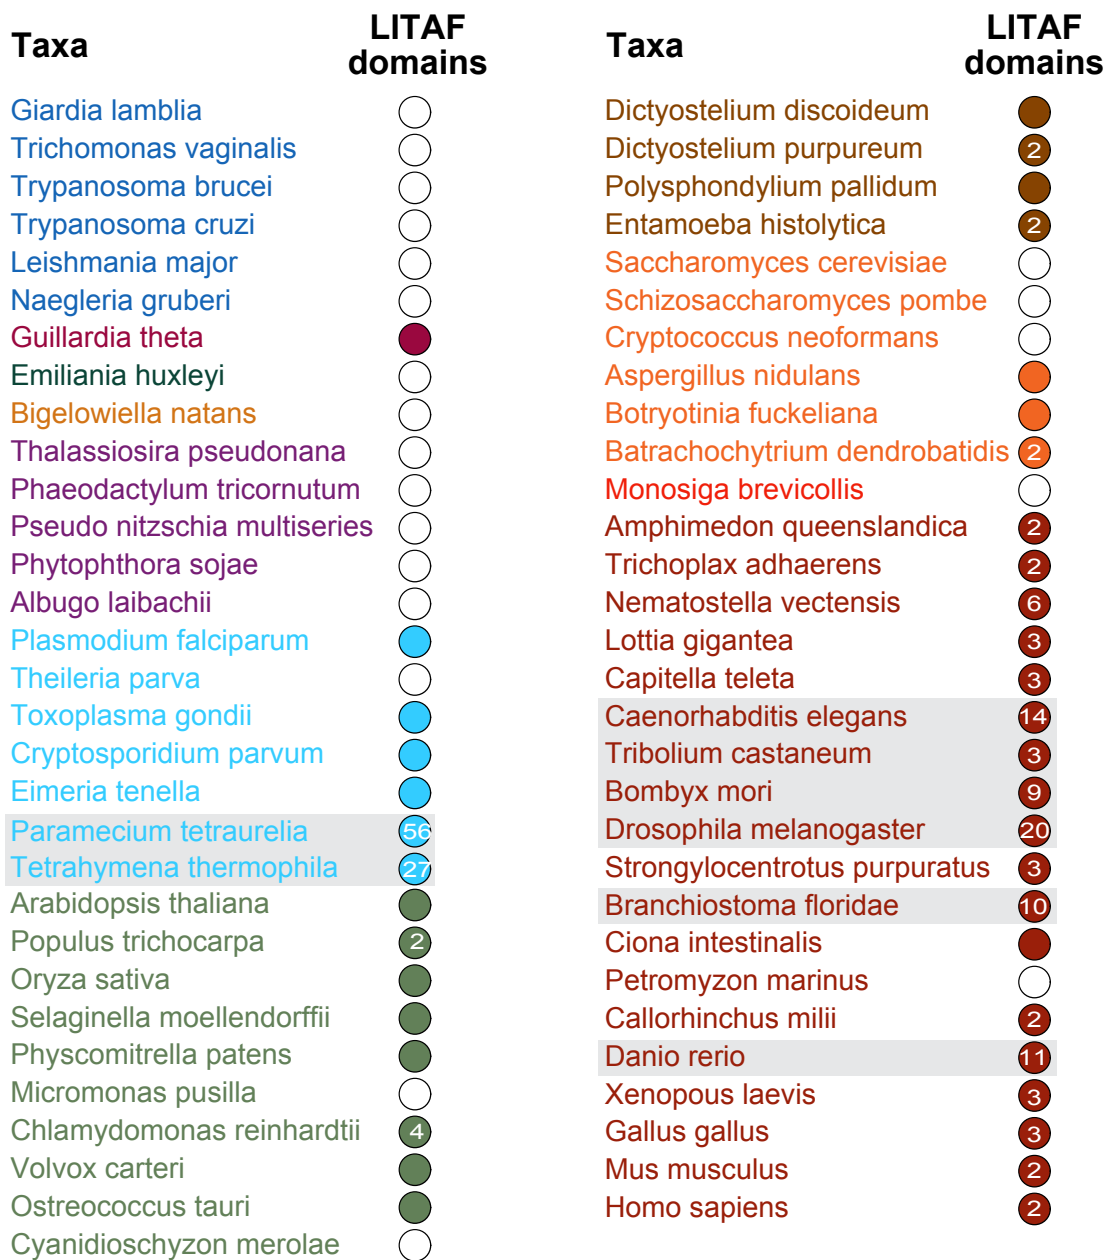 Taxa LITAF domains
Giardia lamblia
Trichomonas vaginalis
Trypanosoma brucei
Trypanosoma cruzi
Leishmania major
Naegleria gruberi
Guillardia theta
Emiliania huxleyi
Bigelowiella natans
Thalassiosira pseudonana
Phaeodactylum tricornutum
Pseudo nitzschia multiseries
Phytophthora sojae
Albugo laibachii
Plasmodium falciparum
Theileria parva
Toxoplasma gondii
Cryptosporidium parvum
Eimeria tenella
Paramecium tetraurelia 56
Tetrahymena thermophila 27
Arabidopsis thaliana
Populus trichocarpa 2
Oryza sativa
Selaginella moellendorffii
Physcomitrella patens
Micromonas pusilla
Chlamydomonas reinhardtii 4
Volvox carteri
Ostreococcus tauri
Cyanidioschyzon merolae
Taxa LITAF domains
Dictyostelium discoideum
Dictyostelium purpureum 2
Polysphondylium pallidum
Entamoeba histolytica 2
Saccharomyces cerevisiae
Schizosaccharomyces pombe
Cryptococcus neoformans
Aspergillus nidulans
Botryotinia fuckeliana
Batrachochytrium dendrobatidis 2
Monosiga brevicollis
Amphimedon queenslandica 2
Trichoplax adhaerens 2
Nematostella vectensis 6
Lottia gigantea 3
Capitella teleta 3
Caenorhabditis elegans 14
Tribolium castaneum 3
Bombyx mori 9
Drosophila melanogaster 20
Strongylocentrotus purpuratus 3
Branchiostoma floridae 10
Ciona intestinalis
Petromyzon marinus
Callorhinchus milii 2
Danio rerio 11
Xenopous laevis 3
Gallus gallus 3
Mus musculus 2
Homo sapiens 2